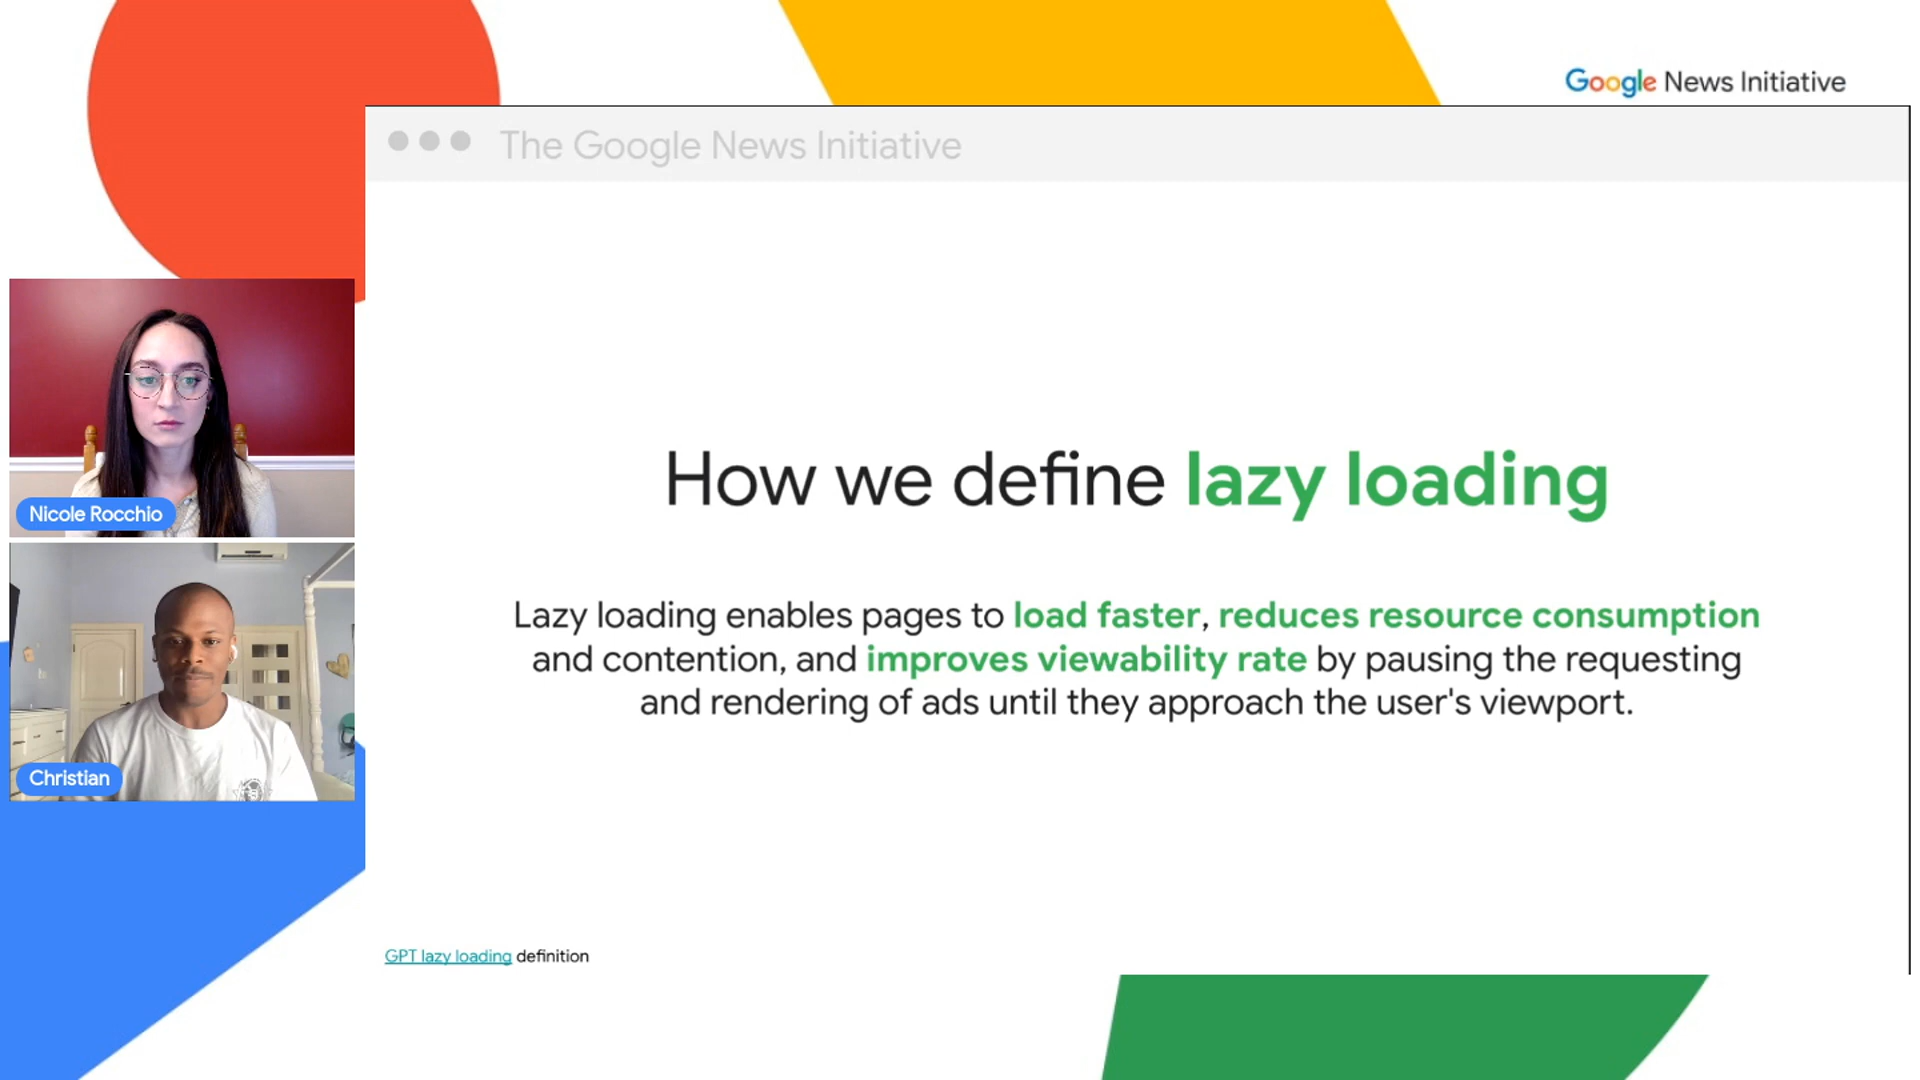 Google News Initiative
The Google News Initiative
Nicole Rocchio
Christian
How we define lazy loading
Lazy loading enables pages to load faster, reduces resource consumption
and contention, and improves viewability rate by pausing the requesting
and rendering of ads until they approach the user's viewport.
GPT lazy loading definition